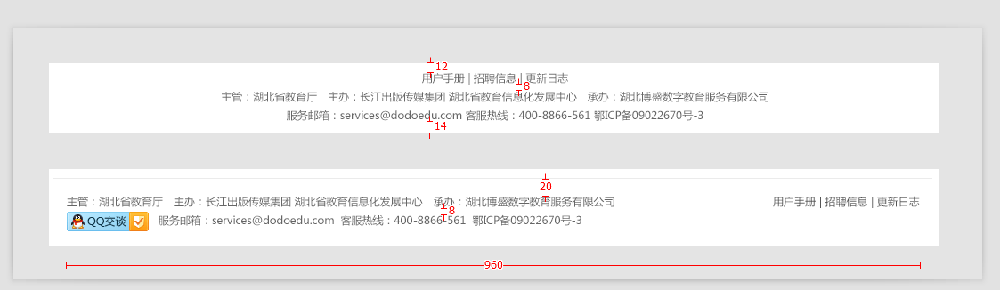 12
用户手册 | 招聘信息 | 更新日志
8
主管：湖北省教育厅 主办：长江出版传媒集团 湖北省教育信息化发展中心 承办：湖北博盛数字教育服务有限公司
服务邮箱：services@dodoedu.com 客服热线：400-8866-561 鄂ICP备09022670号-3
14
20
主管：湖北省教育厅 主办：长江出版传媒集团 湖北省教育信息化发展中心 承办：湖北博盛数字教育服务有限公司 用户手册 | 招聘信息 | 更新日志
8
QQ交谈 服务邮箱：services@dodoedu.com 客服热线：400-8866-561 鄂ICP备09022670号-3
960